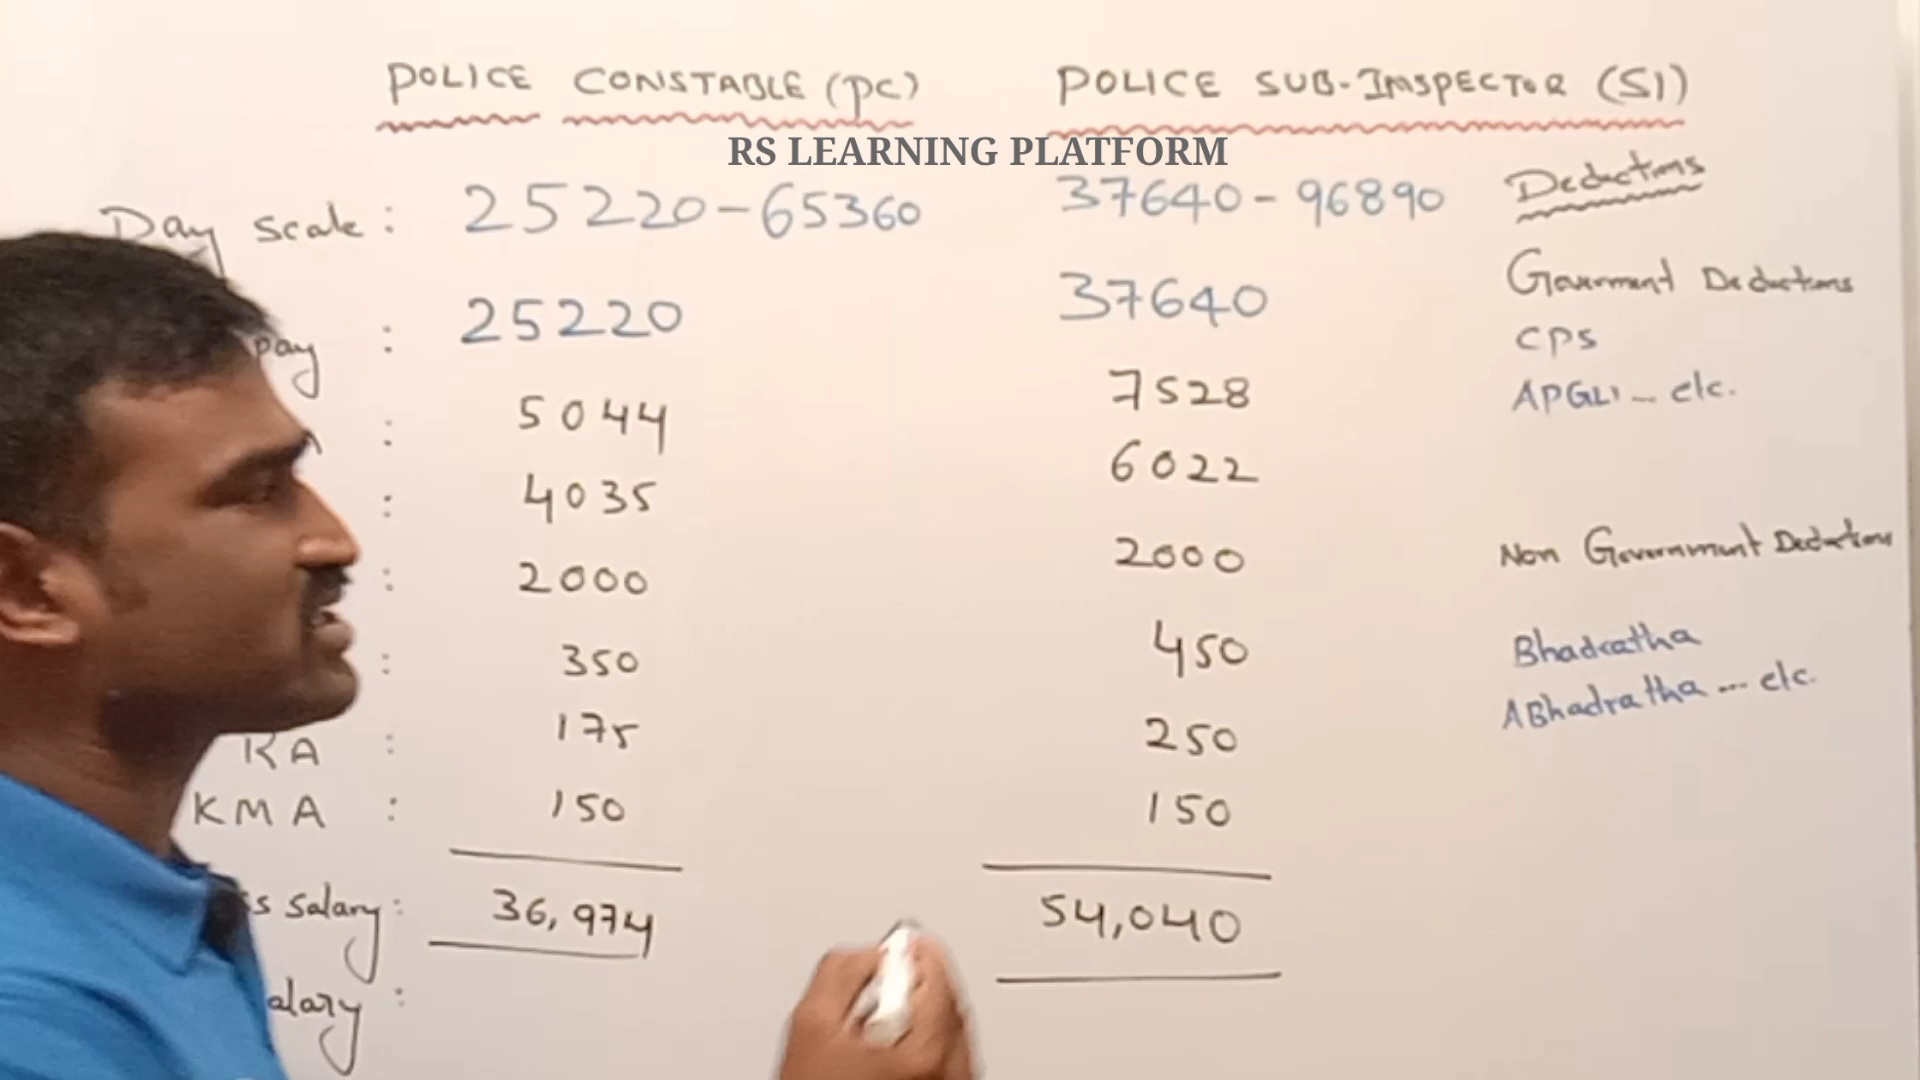 POLICE CONSTABLE (PC) POLICE SUB-INSPECTOR (SI)
RS LEARNING PLATFORM
Pay scale : 25220-65360 37640-96890 Deductions
Government Deductions
pay : 25220 37640
CPS
: 5044 7528 APGLI ... etc.
: 4035 6022
: 2000 2000 Non Government Deductions
: 350 450 Bhadratha
ABhadratha ... etc.
RA : 175 250
KMA : 150 150
salary: 36,974 54,040
: